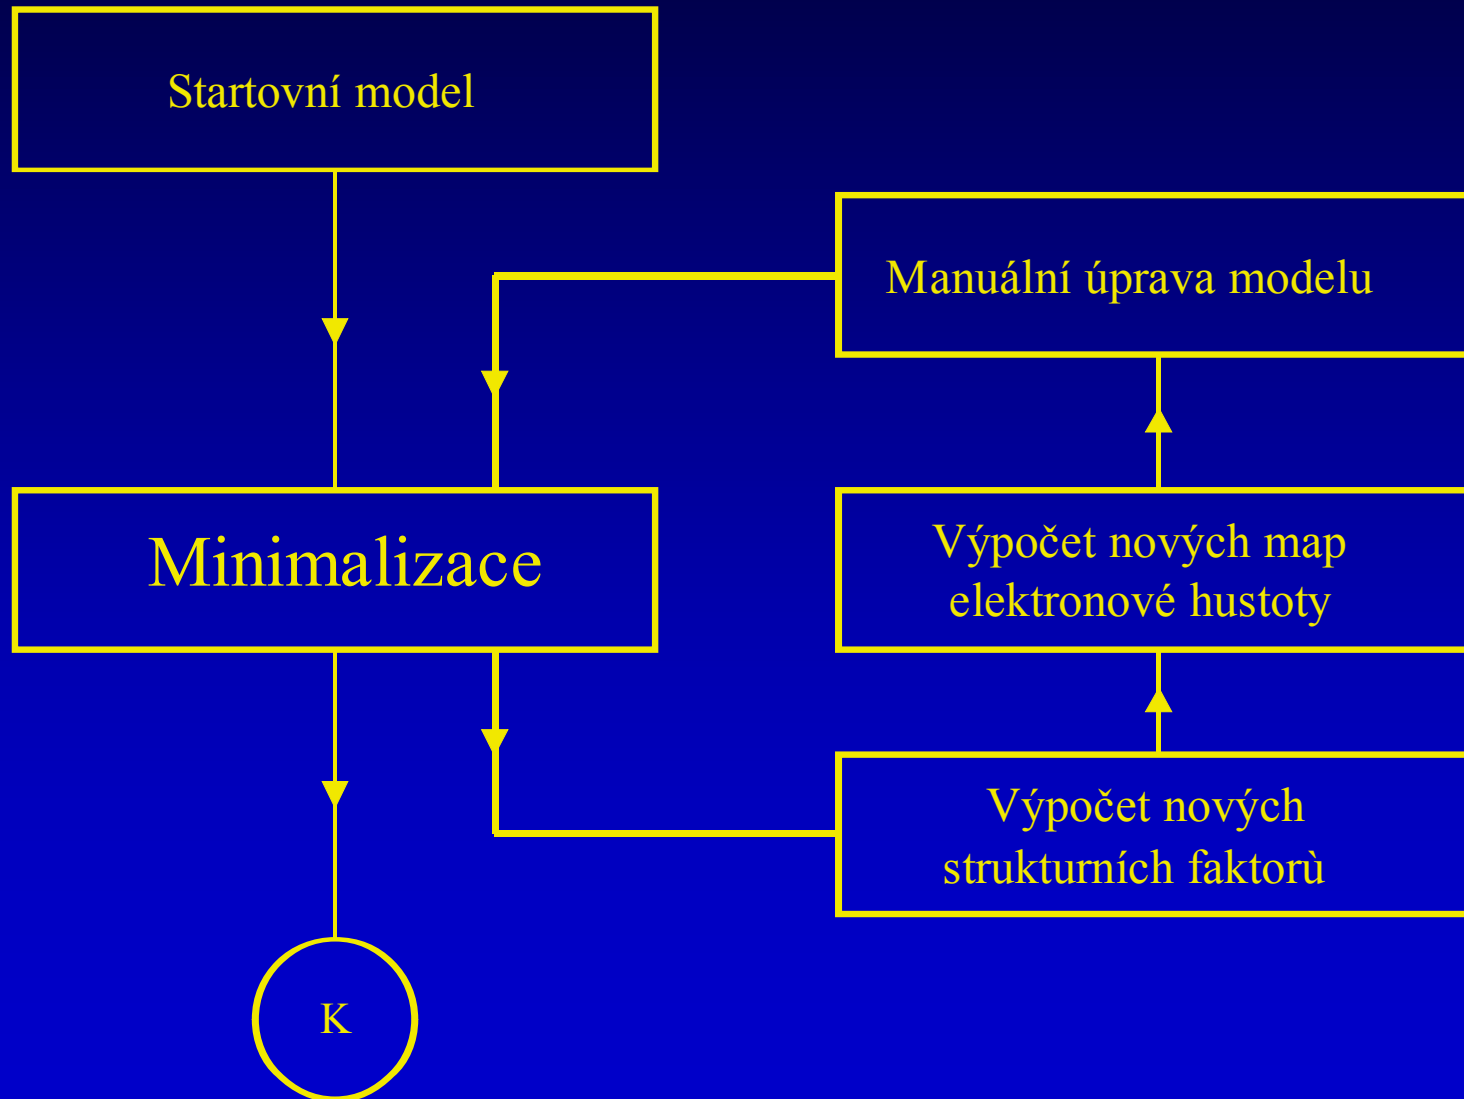 Startovní model
Manuální úprava modelu
Minimalizace
Výpočet nových map
elektronové hustoty
Výpočet nových
strukturních faktorù
K